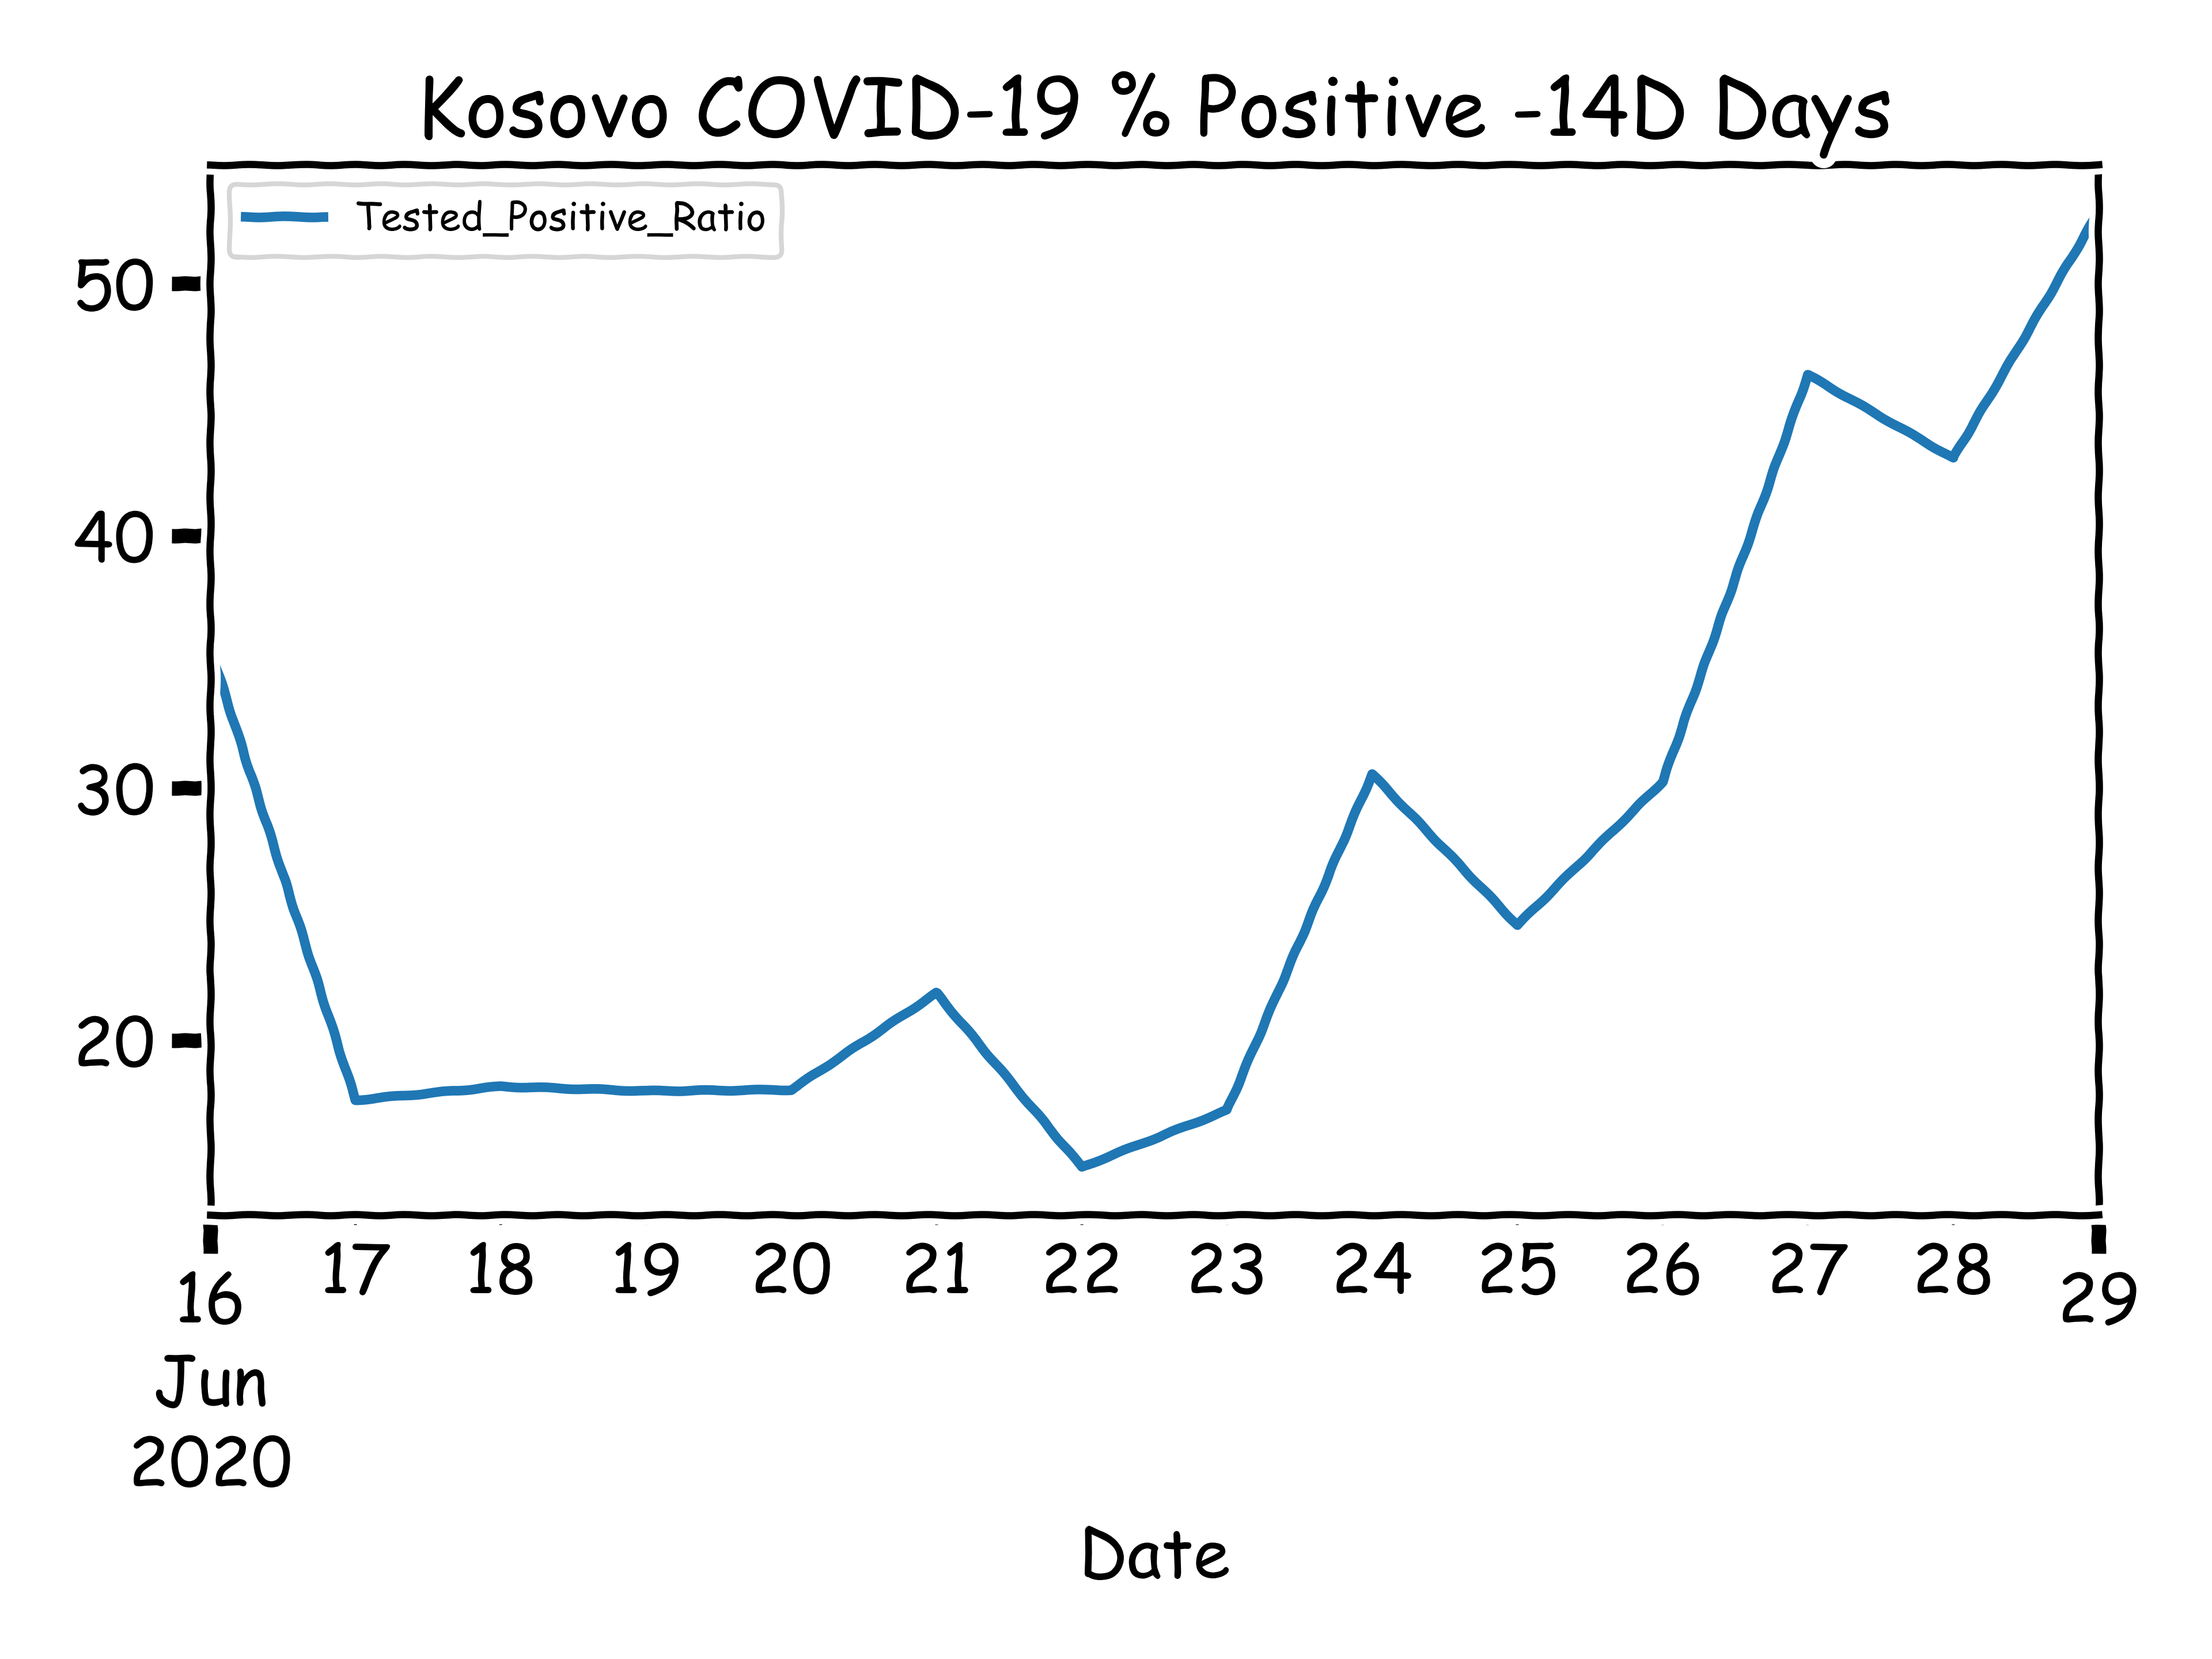 Kosovo COVID-19 % Positive -14D Days
Tested_Positive_Ratio
50
40
30
20
16 17 18 19 20 21 22 23 24 25 26 27 28 29
Jun
2020
Date